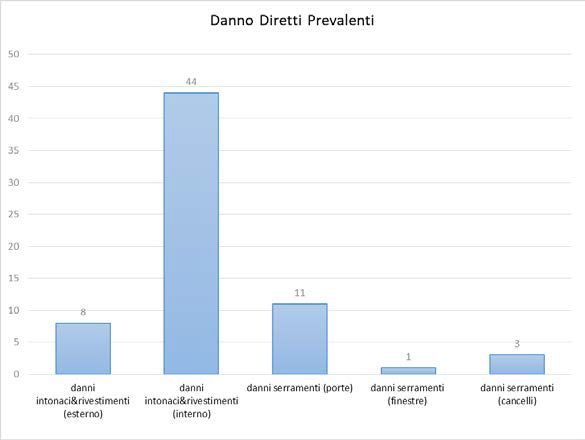 Danno Diretti Prevalenti
50
45
40
35
30
25
20
15
10
5
0
8
44
11
1
3
danni
intonaci&rivestimenti
(esterno)
danni
intonaci&rivestimenti
(interno)
danni serramenti (porte)
danni serramenti
(finestre)
danni serramenti
(cancelli)